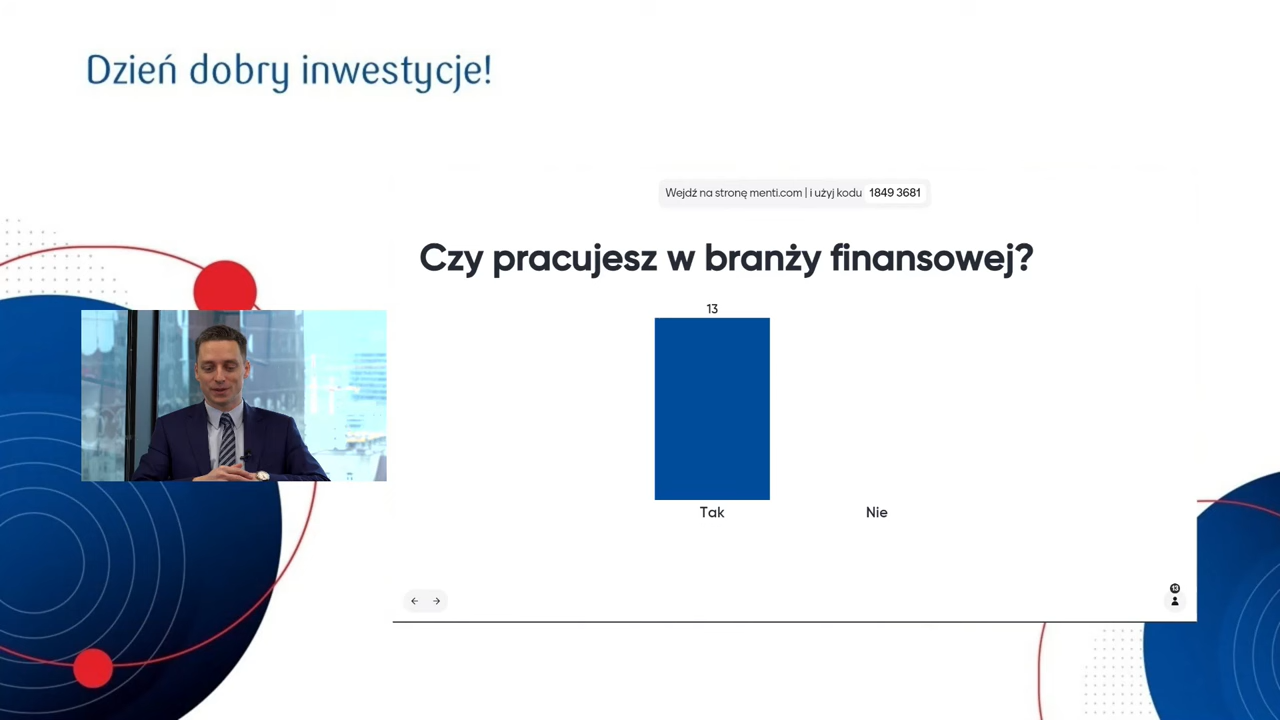 Dzień dobry inwestycje!
Wejdź na stronę menti.com | i użyj kodu 1849 3681
Czy pracujesz w branży finansowej?
13
Tak
Nie
13